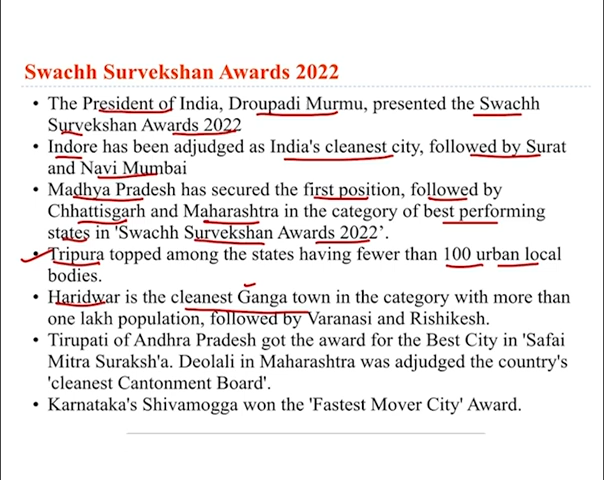 Swachh Survekshan Awards 2022
• The President of India, Droupadi Murmu, presented the Swachh
Survekshan Awards 2022
• Indore has been adjudged as India's cleanest city, followed by Surat
and Navi Mumbai
• Madhya Pradesh has secured the first position, followed by
Chhattisgarh and Maharashtra in the category of best performing
states in 'Swachh Survekshan Awards 2022'.
• Tripura topped among the states having fewer than 100 urban local
bodies.
• Haridwar is the cleanest Ganga town in the category with more than
one lakh population, followed by Varanasi and Rishikesh.
• Tirupati of Andhra Pradesh got the award for the Best City in 'Safai
Mitra Suraksh'a. Deolali in Maharashtra was adjudged the country's
'cleanest Cantonment Board'.
• Karnataka's Shivamogga won the 'Fastest Mover City' Award.